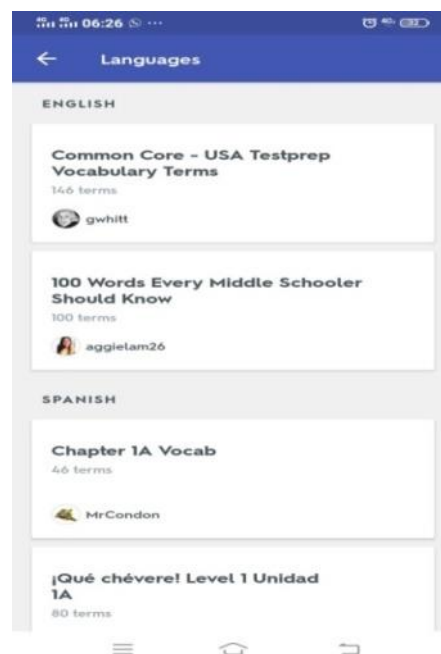 06:26
Languages
ENGLISH
Common Core - USA Testprep
Vocabulary Terms
146 terms
gwhitt
100 Words Every Middle Schooler
Should Know
100 terms
aggielam26
SPANISH
Chapter 1A Vocab
46 terms
MrCondon
¡Qué chévere! Level 1 Unidad
1A
80 terms